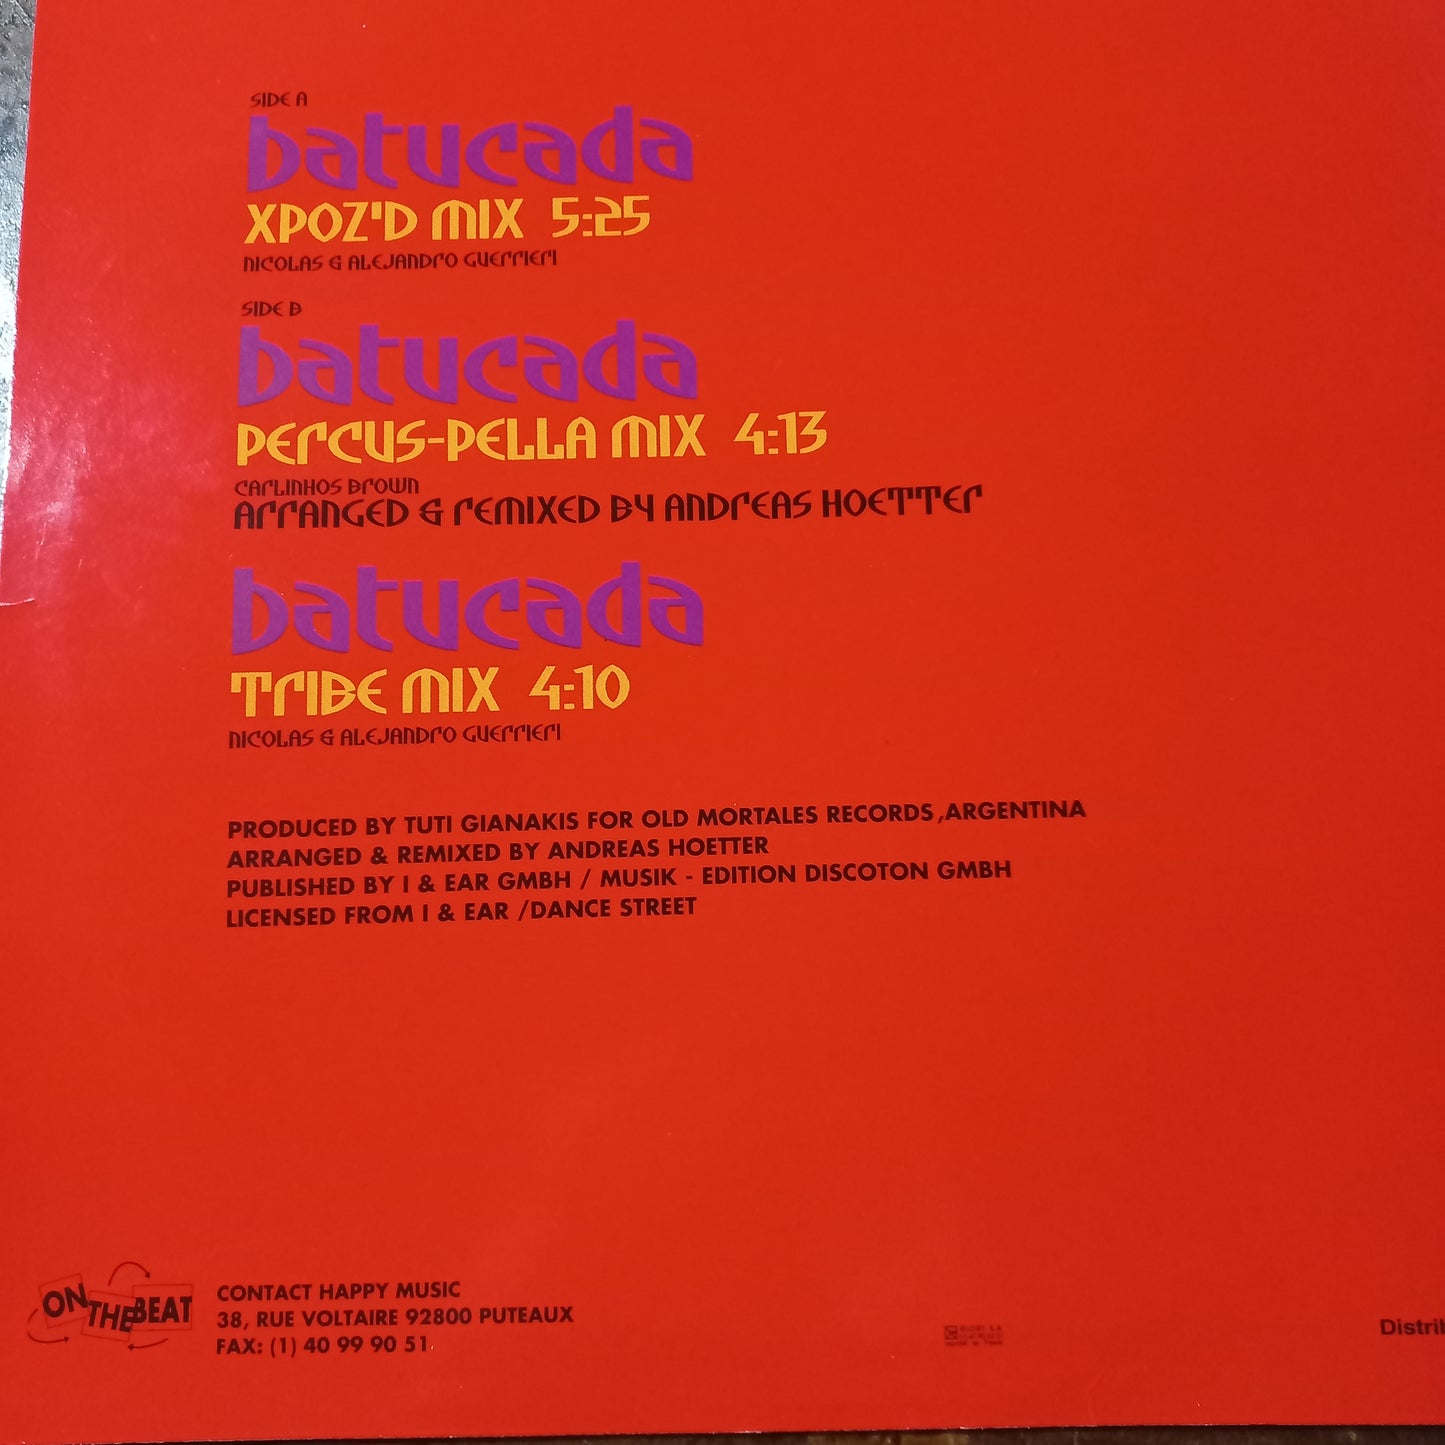 SIDE A
batucada
XPOZ'D MIX 5:25
NICOLAS & ALEJANDRO GUERRIERI
SIDE B
batucada
PERCUS-PELLA MIX 4:13
CARLINHOS BROWN
ARRANGED & REMIXED BY ANDREAS HOETTER
batucada
TRIBE MIX 4:10
NICOLAS & ALEJANDRO GUERRIERI
PRODUCED BY TUTI GIANAKIS FOR OLD MORTALES RECORDS ,ARGENTINA
ARRANGED & REMIXED BY ANDREAS HOETTER
PUBLISHED BY I & EAR GMBH / MUSIK - EDITION DISCOTON GMBH
LICENSED FROM I & EAR /DANCE STREET
ON THE BEAT
CONTACT HAPPY MUSIC
38, RUE VOLTAIRE 92800 PUTEAUX
FAX: (1) 40 99 90 51
Distrib